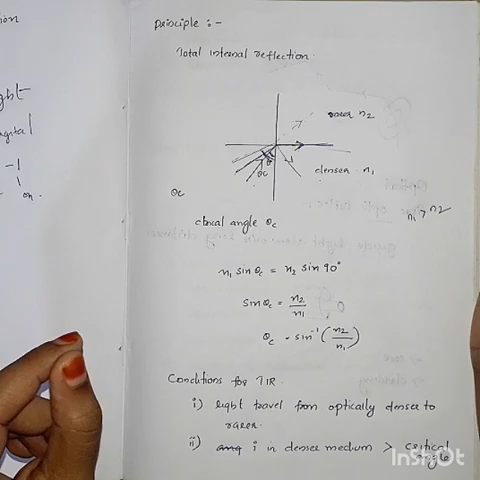 Principle :-
Total internal reflection.
rarer n2
denser n1
θ
θc
θc
n1 > n2
critical angle θc
n1 sin θc = n2 sin 90°
sin θc = n2/n1
θc = sin⁻¹ (n2/n1)
Conditions for TIR.
i) light travel from optically denser to
rarer.
ii) i in denser medium > critical
angle
InShOt